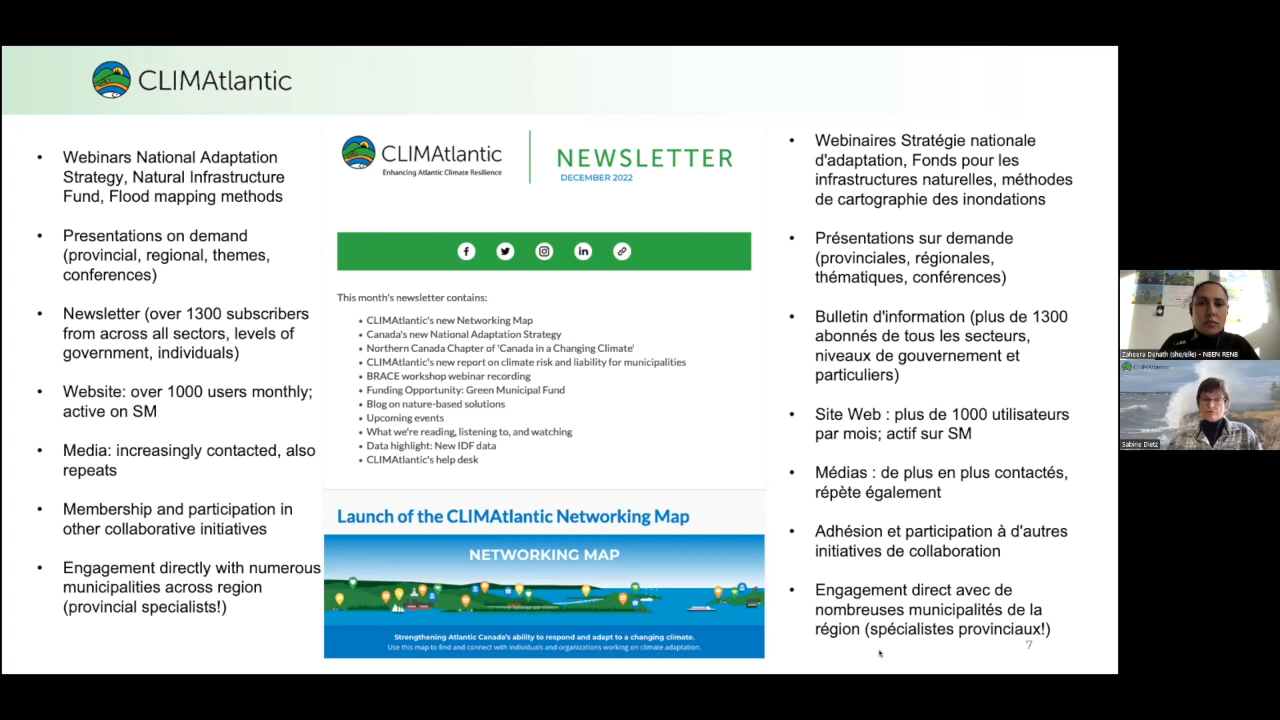 CLIMAtlantic
• Webinars National Adaptation
Strategy, Natural Infrastructure
Fund, Flood mapping methods
• Presentations on demand
(provincial, regional, themes,
conferences)
• Newsletter (over 1300 subscribers
from across all sectors, levels of
government, individuals)
• Website: over 1000 users monthly;
active on SM
• Media: increasingly contacted, also
repeats
• Membership and participation in
other collaborative initiatives
• Engagement directly with numerous
municipalities across region
(provincial specialists!)
CLIMAtlantic
Enhancing Atlantic Climate Resilience
NEWSLETTER
DECEMBER 2022
This month's newsletter contains:
• CLIMAtlantic's new Networking Map
• Canada's new National Adaptation Strategy
• Northern Canada Chapter of 'Canada in a Changing Climate'
• CLIMAtlantic's new report on climate risk and liability for municipalities
• BRACE workshop webinar recording
• Funding Opportunity: Green Municipal Fund
• Blog on nature-based solutions
• Upcoming events
• What we're reading, listening to, and watching
• Data highlight: New IDF data
• CLIMAtlantic's help desk
Launch of the CLIMAtlantic Networking Map
NETWORKING MAP
Strengthening Atlantic Canada's ability to respond and adapt to a changing climate.
Use this map to find and connect with individuals and organizations working on climate adaptation.
• Webinaires Stratégie nationale
d'adaptation, Fonds pour les
infrastructures naturelles, méthodes
de cartographie des inondations
• Présentations sur demande
(provinciales, régionales,
thématiques, conférences)
• Bulletin d'information (plus de 1300
abonnés de tous les secteurs,
niveaux de gouvernement et
particuliers)
• Site Web : plus de 1000 utilisateurs
par mois; actif sur SM
• Médias : de plus en plus contactés,
répète également
• Adhésion et participation à d'autres
initiatives de collaboration
• Engagement direct avec de
nombreuses municipalités de la
région (spécialistes provinciaux!)
7
Zaheera Denath (she/elle) - NBEN RENB
CLIMAtlantic
Sabine Dietz